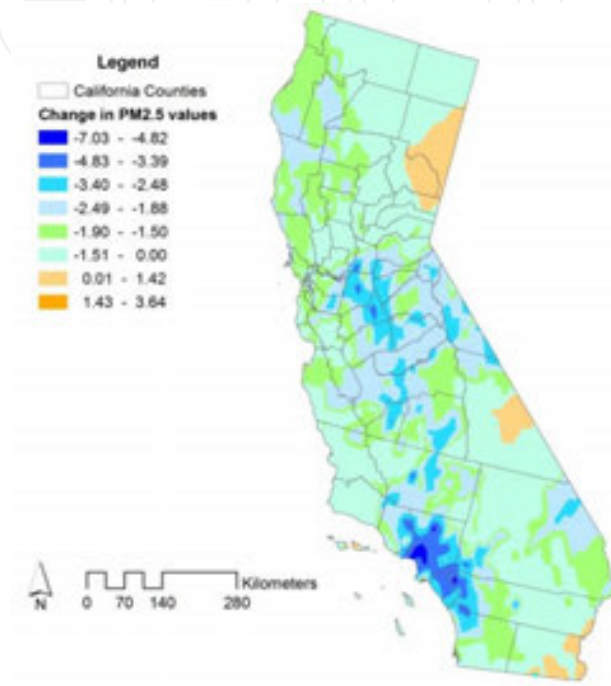 Legend
California Counties
Change in PM2.5 values
-7.03 - -4.82
-4.83 - -3.39
-3.40 - -2.48
-2.49 - -1.88
-1.90 - -1.50
-1.51 - 0.00
0.01 - 1.42
1.43 - 3.64
N
Kilometers
0 70 140 280